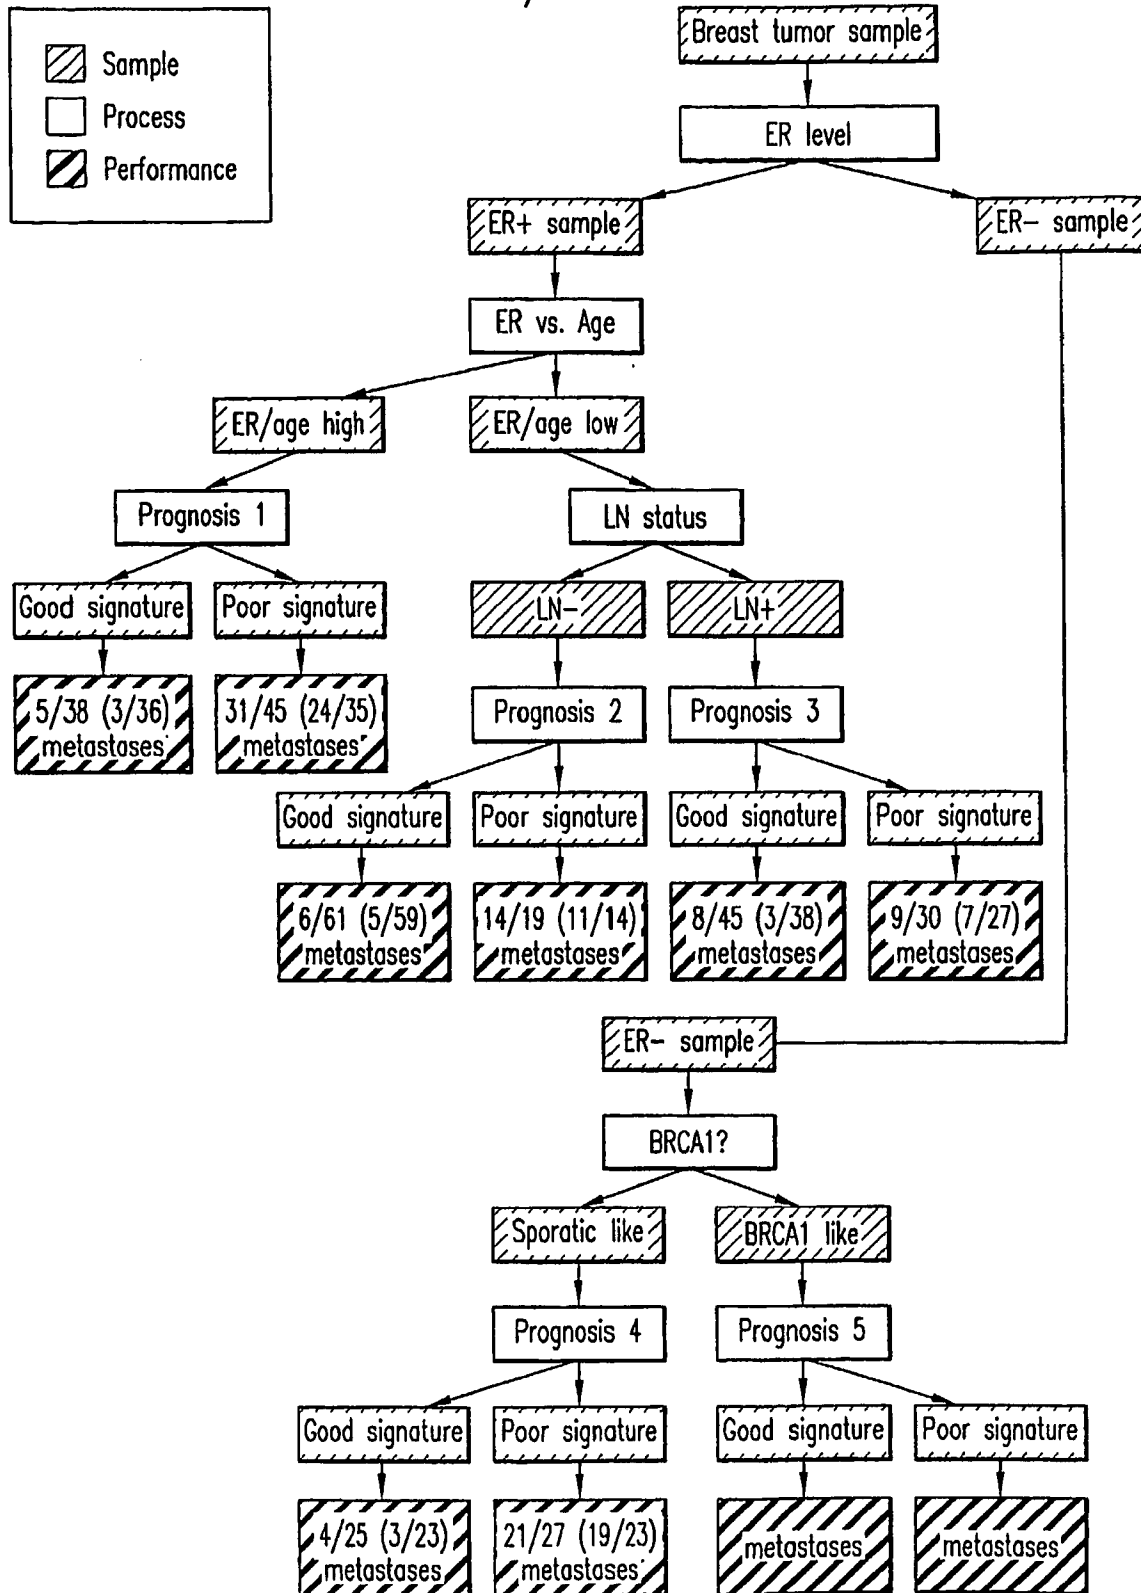 Sample
Process
Performance
Breast tumor sample
ER level
ER+ sample
ER− sample
ER vs. Age
ER/age high
ER/age low
Prognosis 1
LN status
Good signature
Poor signature
LN−
LN+
5/38 (3/36)
metastases
31/45 (24/35)
metastases
Prognosis 2
Prognosis 3
Good signature
Poor signature
Good signature
Poor signature
6/61 (5/59)
metastases
14/19 (11/14)
metastases
8/45 (3/38)
metastases
9/30 (7/27)
metastases
ER− sample
BRCA1?
Sporatic like
BRCA1 like
Prognosis 4
Prognosis 5
Good signature
Poor signature
Good signature
Poor signature
4/25 (3/23)
metastases
21/27 (19/23)
metastases
metastases
metastases